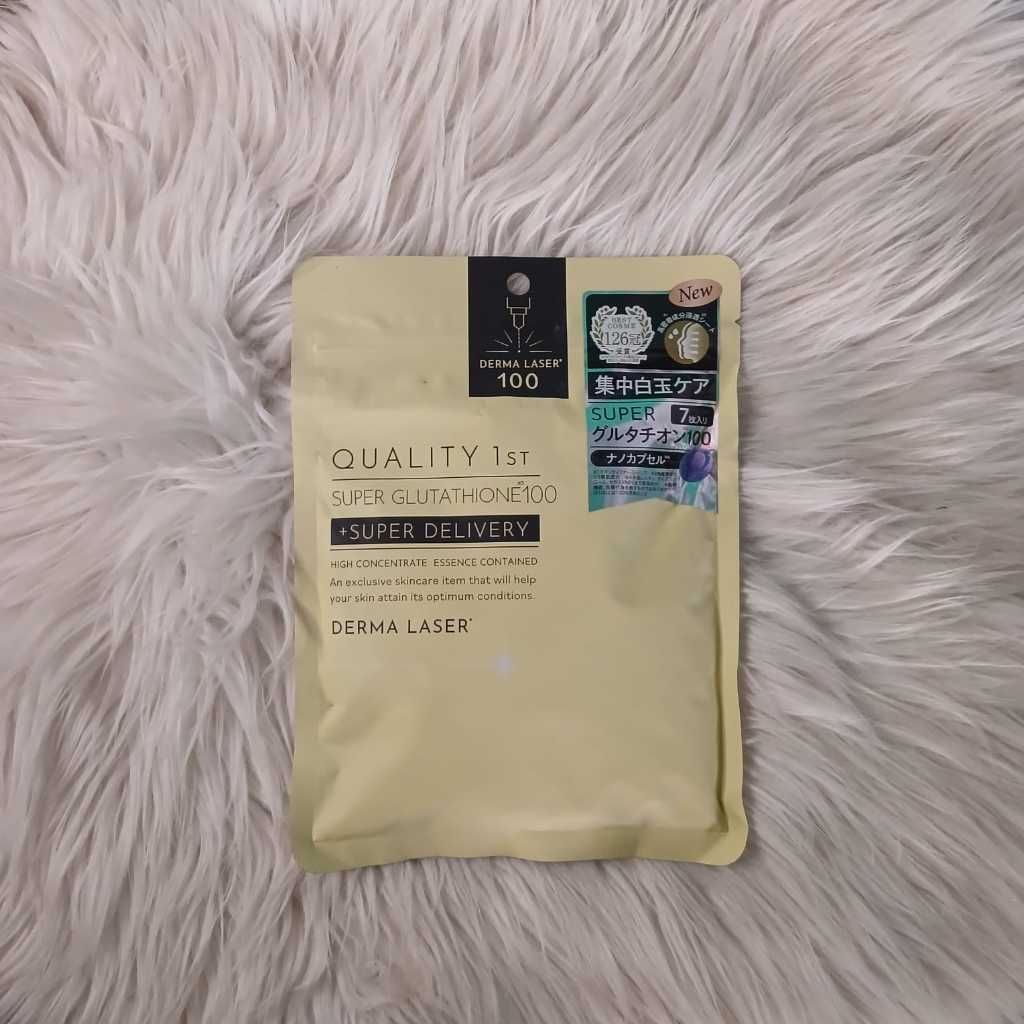 DERMA LASER*
100
New
BEST
COSME
126冠
受賞
集中白玉ケア
SUPER 7枚入り
グルタチオン100
ナノカプセル
QUALITY 1ST
SUPER GLUTATHIONE100
+SUPER DELIVERY
HIGH CONCENTRATE ESSENCE CONTAINED
An exclusive skincare item that will help
your skin attain its optimum conditions.
DERMA LASER*